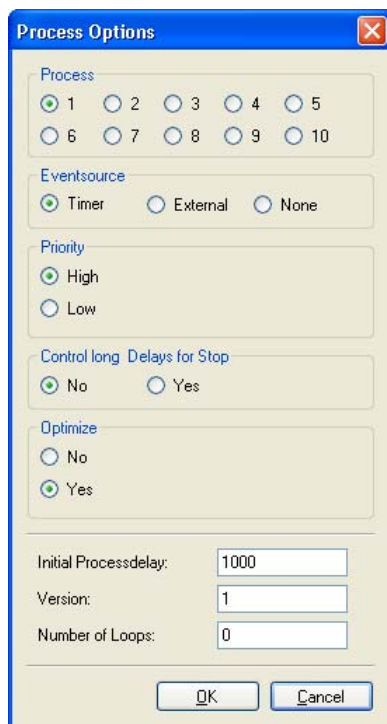 Process Options
Process
1 2 3 4 5
6 7 8 9 10
Eventsource
Timer External None
Priority
High
Low
Control long Delays for Stop
No Yes
Optimize
No
Yes
Initial Processdelay: 1000
Version: 1
Number of Loops: 0
OK Cancel